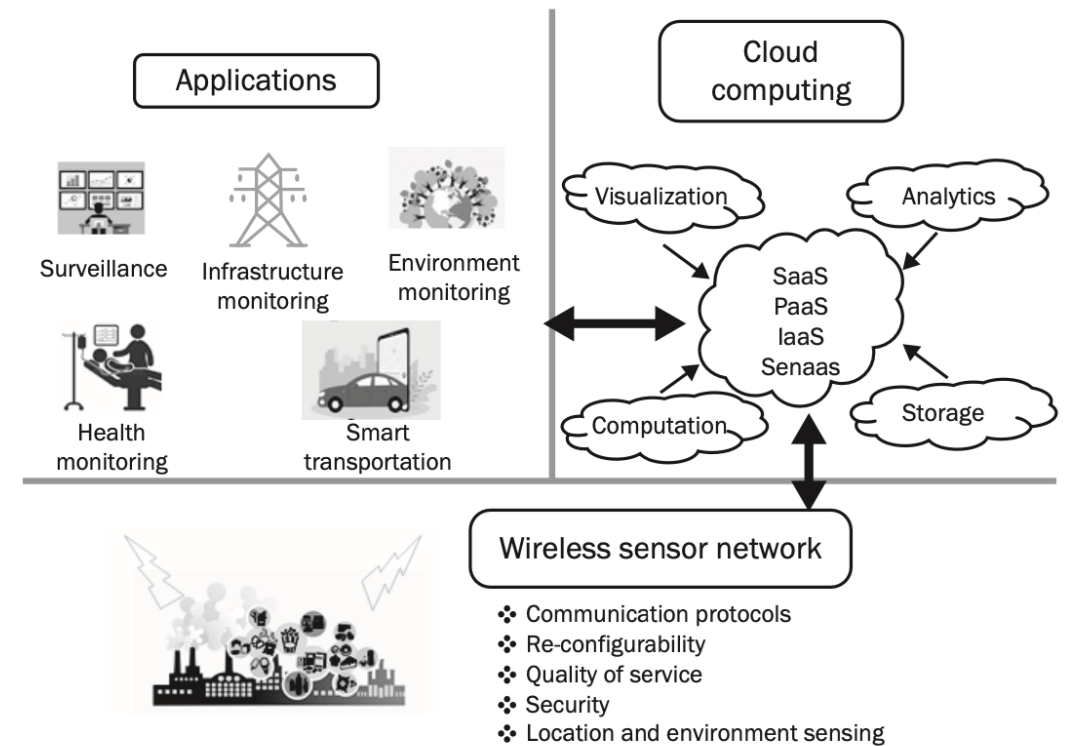 Applications
Surveillance
Infrastructure
monitoring
Environment
monitoring
Health
monitoring
Smart
transportation
Cloud
computing
Visualization
Analytics
SaaS
PaaS
IaaS
Senaas
Computation
Storage
Wireless sensor network
❖ Communication protocols
❖ Re-configurability
❖ Quality of service
❖ Security
❖ Location and environment sensing